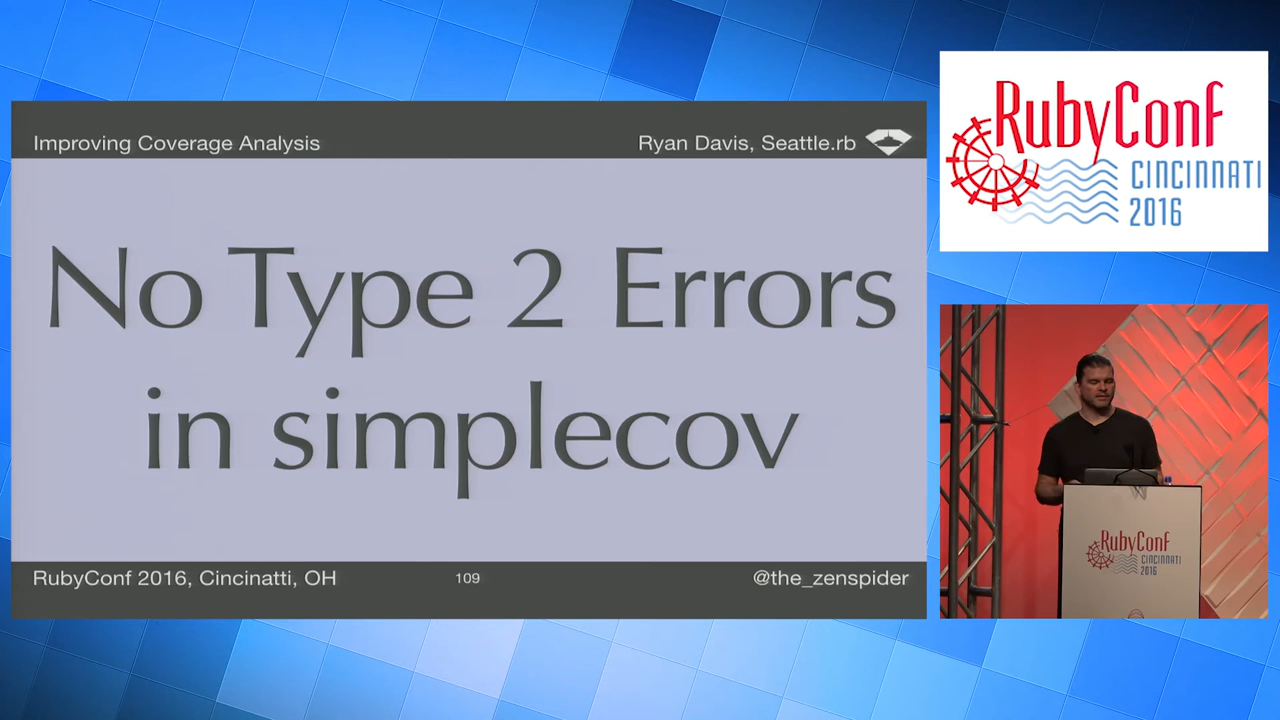 Improving Coverage Analysis
Ryan Davis, Seattle.rb
No Type 2 Errors
in simplecov
RubyConf 2016, Cincinatti, OH
109
@the_zenspider
RubyConf
CINCINNATI
2016
RubyConf
CINCINNATI
2016